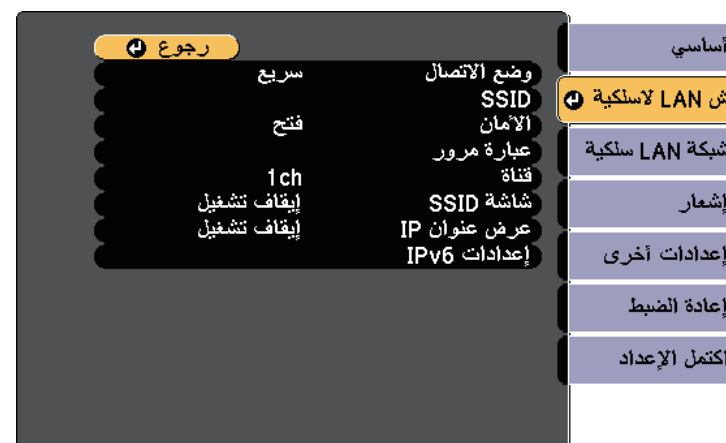 أساسي
ش LAN لاسلكية
شبكة LAN سلكية
إشعار
إعدادات أخرى
إعادة الضبط
اكتمل الإعداد
رجوع
وضع الاتصال سريع
SSID
الأمان فتح
عبارة مرور
قناة 1ch
شاشة SSID إيقاف تشغيل
عرض عنوان IP إيقاف تشغيل
إعدادات IPv6